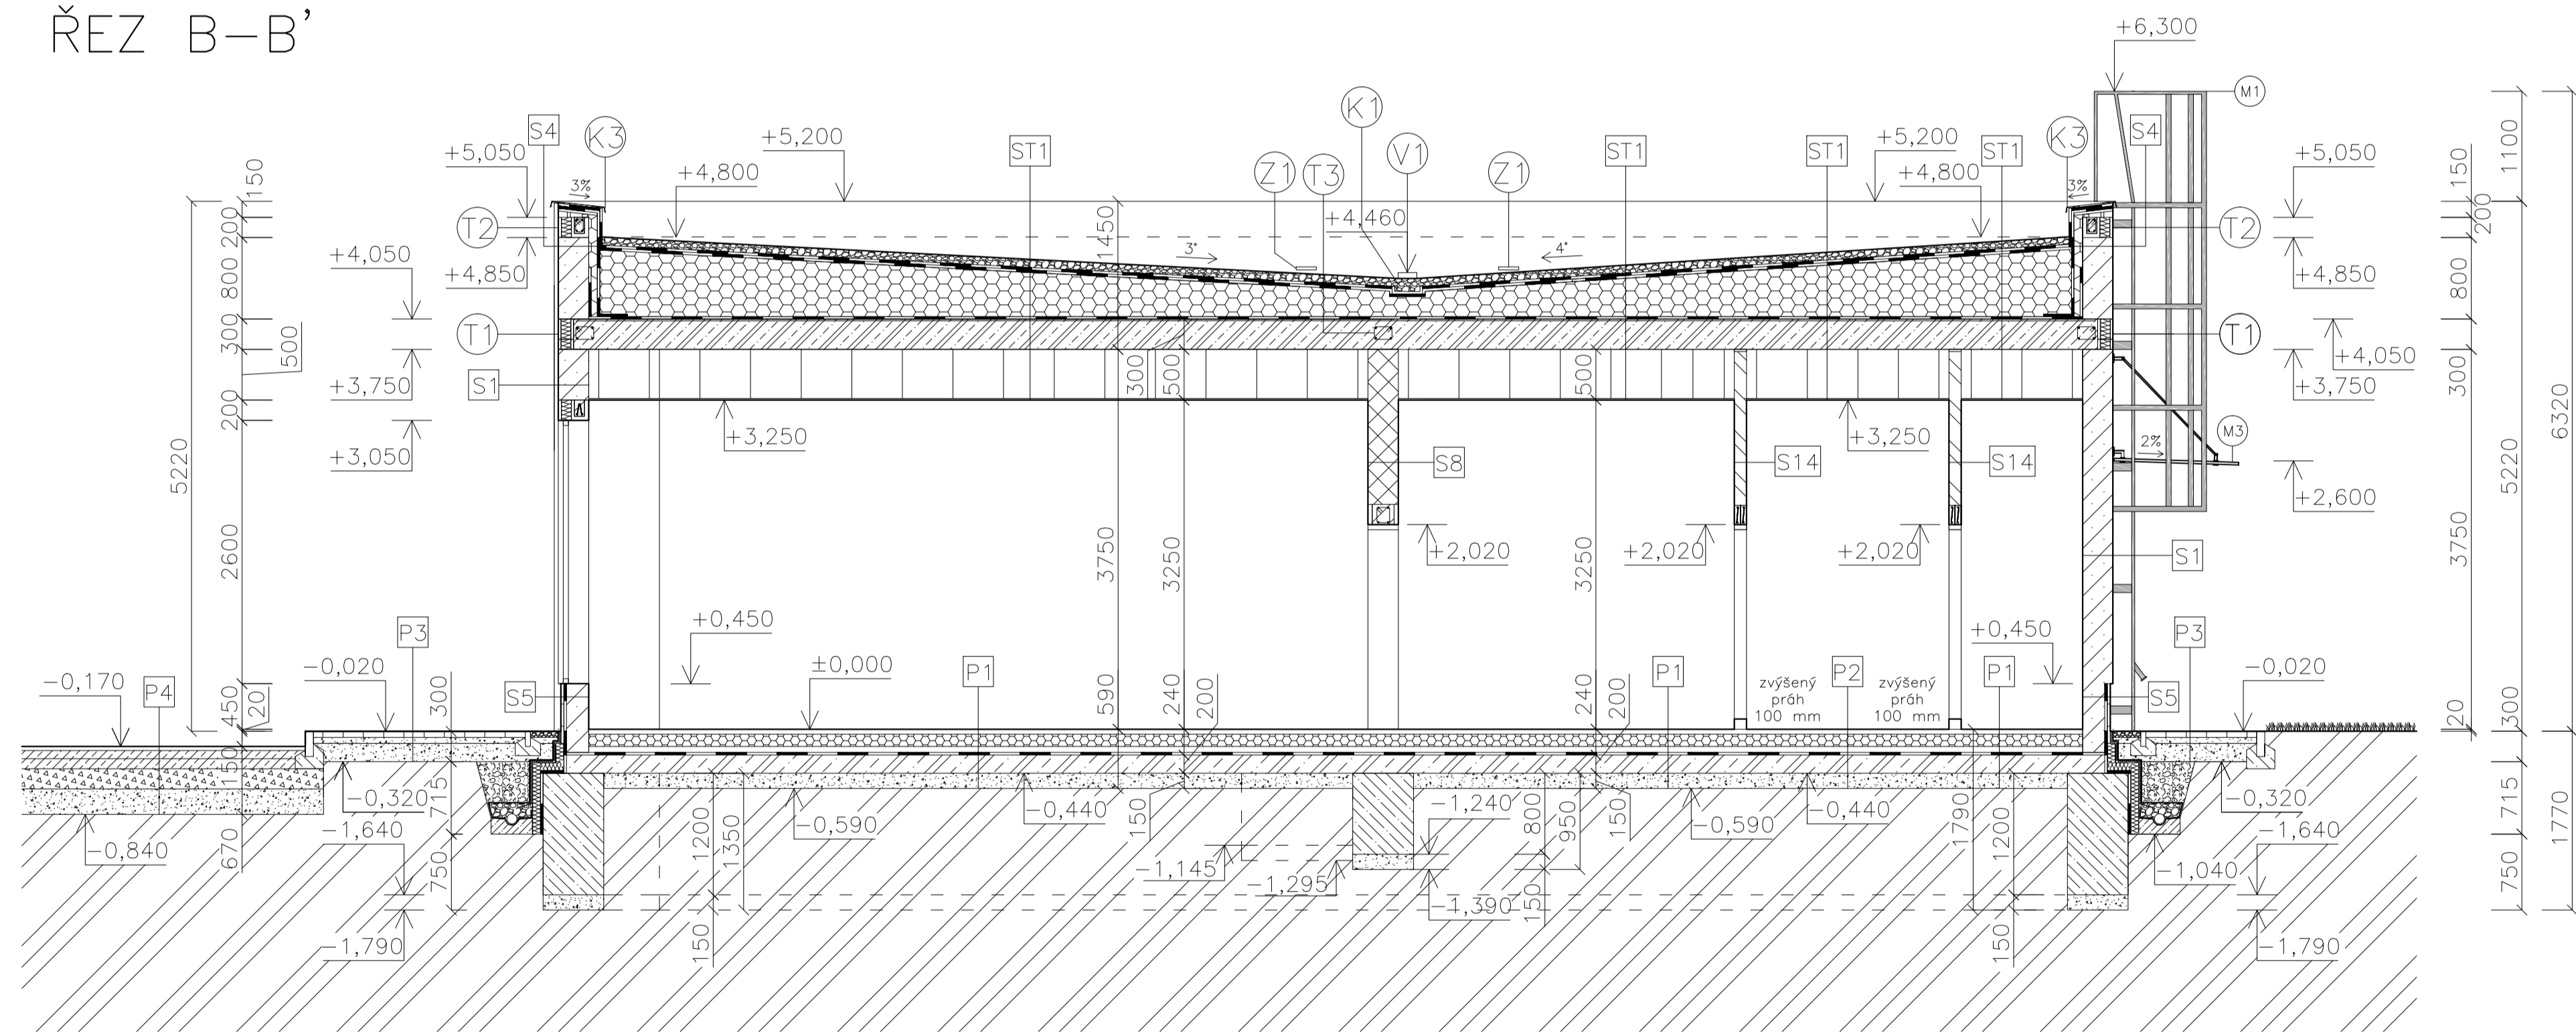 ŘEZ B–B'
+6,300
M1
K1
S4
K3
K3
S4
+5,050
+5,200
ST1
Z1
T3
V1
Z1
ST1
ST1
+5,200
ST1
+5,050
+4,800
+4,800
3%
3%
+4,460
T2
T2
+4,850
+4,850
3°
4°
+4,050
T1
T1
+4,050
+3,750
+3,750
S1
+3,250
+3,250
+3,050
S8
S14
S14
2%
M3
+2,600
+2,020
+2,020
+2,020
S1
+0,450
+0,450
P3
P3
–0,020
±0,000
P1
P1
P2
P1
–0,020
–0,170
P4
S5
S5
zvýšený
práh
100 mm
zvýšený
práh
100 mm
–0,320
–0,590
–0,440
–1,240
–0,590
–0,440
–0,320
–1,640
–1,640
–0,840
–1,145
–1,295
–1,390
–1,040
–1,790
–1,790
5220
150
200
800
300
500
200
2600
450
20
150
670
300
715
750
1450
300
500
3750
3250
590
240
200
150
1200
1350
150
800
950
150
500
3250
240
200
150
1790
1200
150
150
200
800
300
3750
20
1100
5220
300
715
750
6320
1770